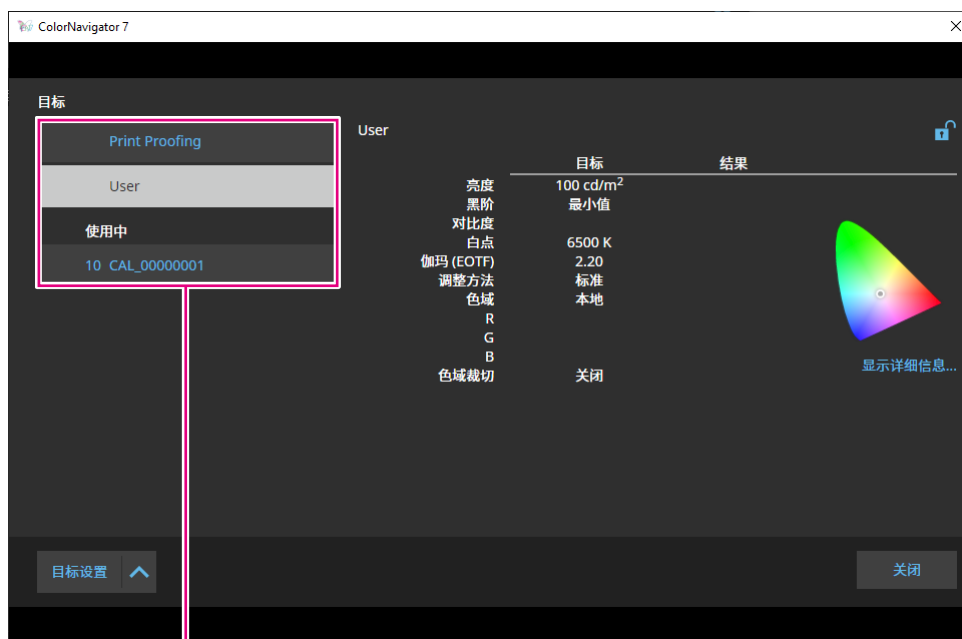 ColorNavigator 7
目标
Print Proofing
User
使用中
10 CAL_00000001
User
目标 结果
亮度 100 cd/m²
黑阶 最小值
对比度
白点 6500 K
伽玛 (EOTF) 2.20
调整方法 标准
色域 本地
R
G
B
色域裁切 关闭
显示详细信息...
目标设置
关闭